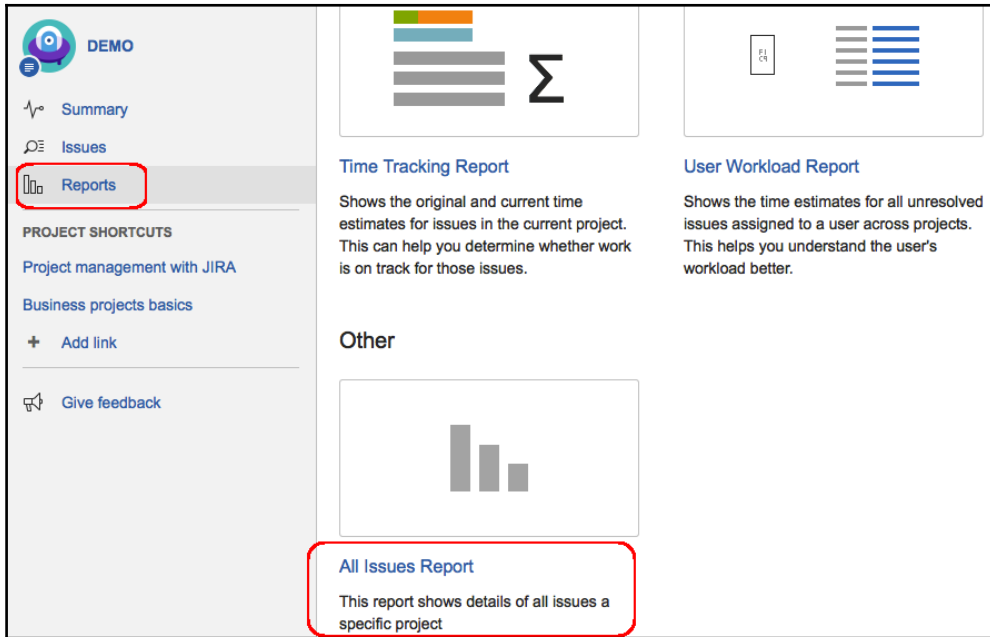 DEMO
Summary
Issues
Reports
PROJECT SHORTCUTS
Project management with JIRA
Business projects basics
+ Add link
Give feedback
Σ
Time Tracking Report
Shows the original and current time
estimates for issues in the current project.
This can help you determine whether work
is on track for those issues.
User Workload Report
Shows the time estimates for all unresolved
issues assigned to a user across projects.
This helps you understand the user's
workload better.
Other
All Issues Report
This report shows details of all issues a
specific project